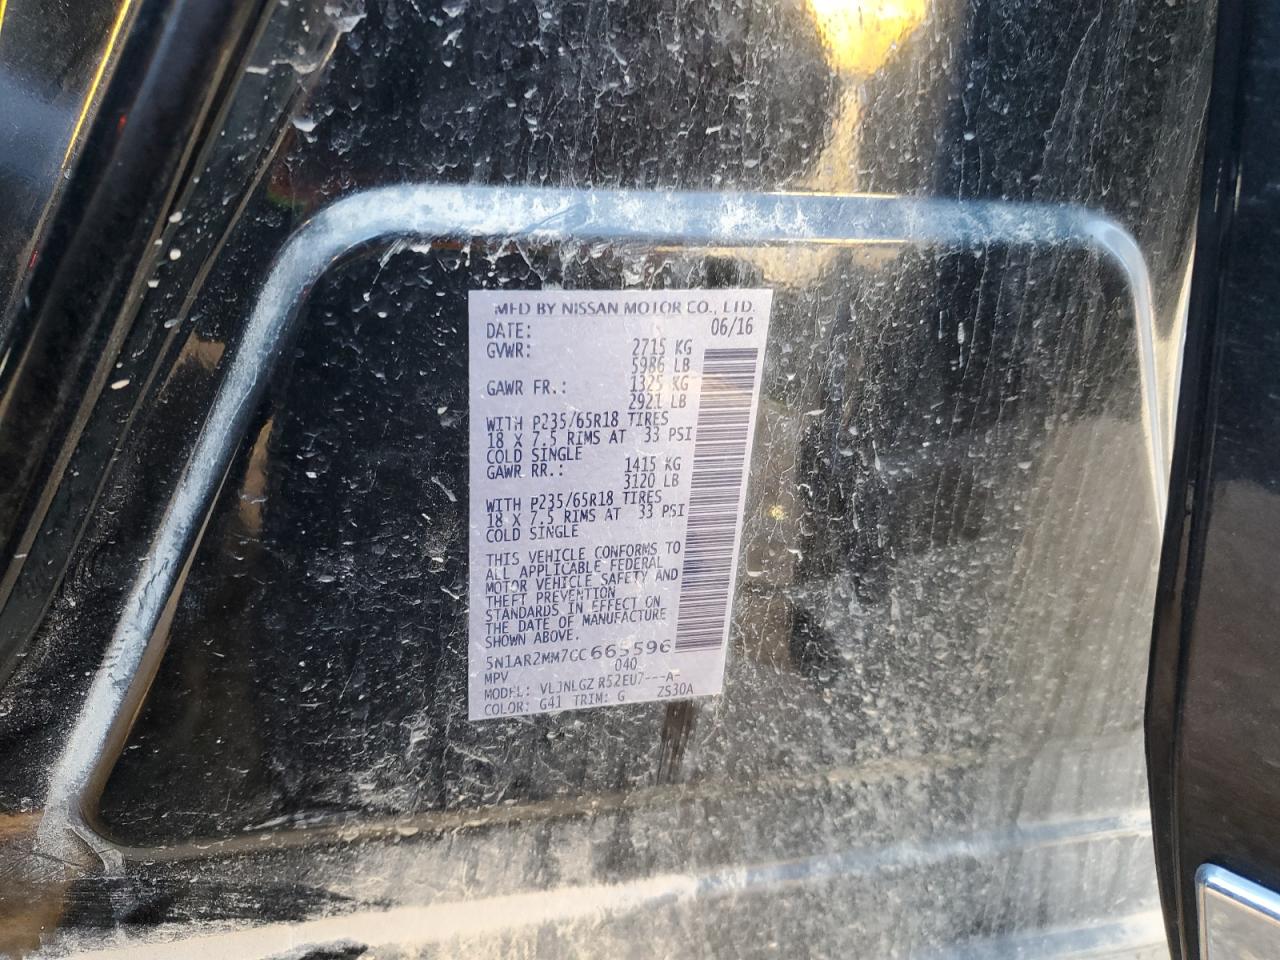 MFD BY NISSAN MOTOR CO., LTD.
DATE: 06/16
GVWR: 2715 KG
5986 LB
GAWR FR.: 1325 KG
2921 LB
WITH P235/65R18 TIRES
18 X 7.5 RIMS AT 33 PSI
COLD SINGLE
GAWR RR.: 1415 KG
3120 LB
WITH P235/65R18 TIRES
18 X 7.5 RIMS AT 33 PSI
COLD SINGLE
THIS VEHICLE CONFORMS TO
ALL APPLICABLE FEDERAL
MOTOR VEHICLE SAFETY AND
THEFT PREVENTION
STANDARDS IN EFFECT ON
THE DATE OF MANUFACTURE
SHOWN ABOVE.
MPV 040
MODEL: VLJNLGZ R52EU7---A-
COLOR: G41 TRIM: G ZS30A